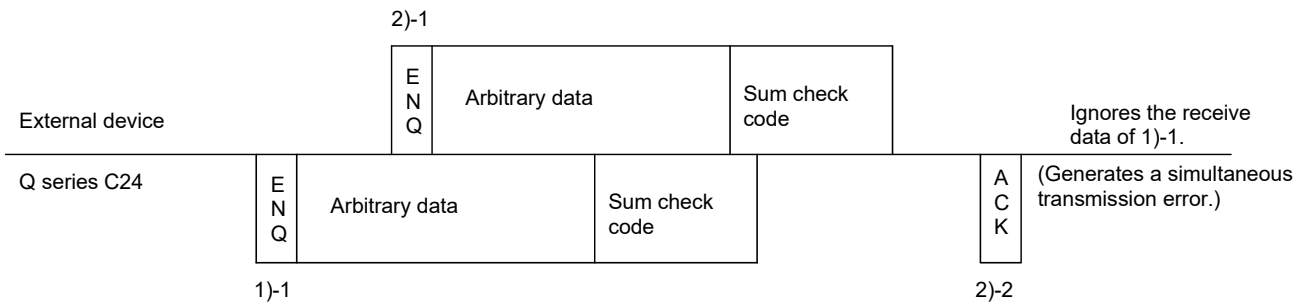 2)-1
E
N
Q
Arbitrary data
Sum check
code
External device
Ignores the receive
data of 1)-1.
Q series C24
E
N
Q
Arbitrary data
Sum check
code
A
C
K
(Generates a simultaneous
transmission error.)
1)-1
2)-2